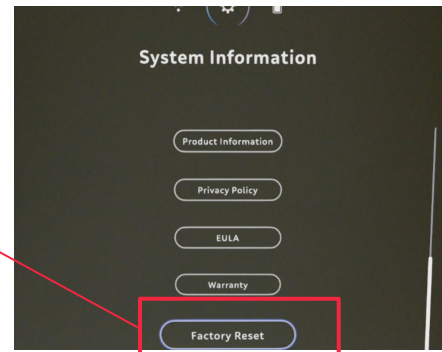 System Information
Product Information
Privacy Policy
EULA
Warranty
Factory Reset